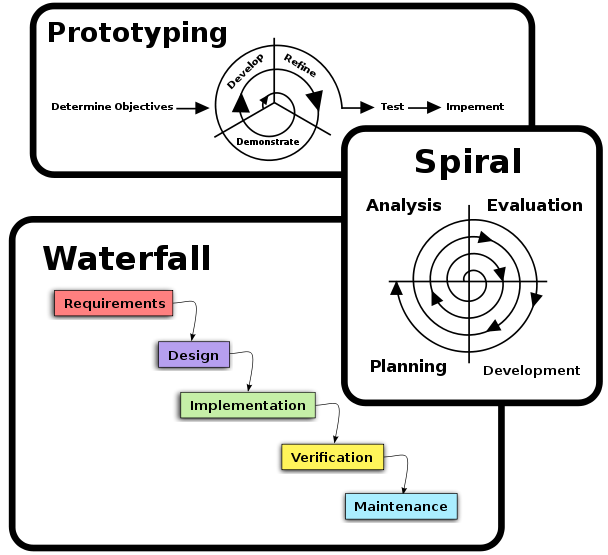 Prototyping
Develop
Refine
Determine Objectives
Test
Impement
Demonstrate
Spiral
Analysis
Evaluation
Planning
Development
Waterfall
Requirements
Design
Implementation
Verification
Maintenance